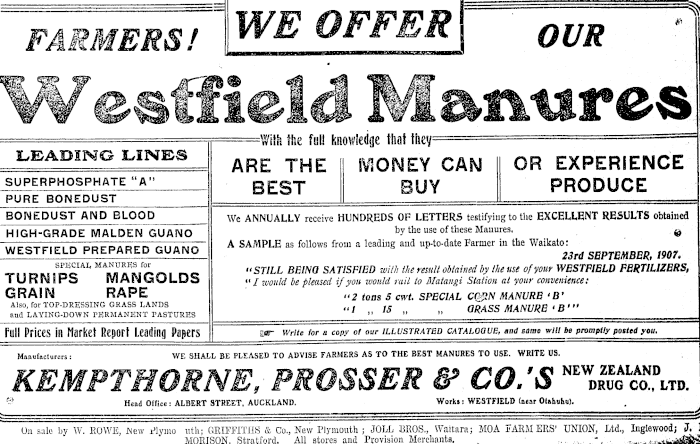 FARMERS! WE OFFER OUR
Westfield Manures
With the full knowledge that they
LEADING LINES
SUPERPHOSPHATE "A"
PURE BONEDUST
BONEDUST AND BLOOD
HIGH-GRADE MALDEN GUANO
WESTFIELD PREPARED GUANO
SPECIAL MANURES for
TURNIPS MANGOLDS
GRAIN RAPE
Also, for TOP-DRESSING GRASS LANDS
and LAYING-DOWN PERMANENT PASTURES
Full Prices in Market Report Leading Papers
ARE THE
BEST
MONEY CAN
BUY
OR EXPERIENCE
PRODUCE
We ANNUALLY receive HUNDREDS OF LETTERS testifying to the EXCELLENT RESULTS obtained
by the use of these Manures.
A SAMPLE as follows from a leading and up-to-date Farmer in the Waikato:
23rd SEPTEMBER, 1907.
"STILL BEING SATISFIED with the result obtained by the use of your WESTFIELD FERTILIZERS,
"I would be pleased if you would rail to Matangi Station at your convenience:
"2 tons 5 cwt. SPECIAL CORN MANURE 'B'
"1 „ 15 „ „ GRASS MANURE 'B'"
☞ Write for a copy of our ILLUSTRATED CATALOGUE, and same will be promptly posted you.
Manufacturers: WE SHALL BE PLEASED TO ADVISE FARMERS AS TO THE BEST MANURES TO USE. WRITE US.
KEMPTHORNE, PROSSER & CO.'S NEW ZEALAND
DRUG CO., LTD.
Head Office: ALBERT STREET, AUCKLAND. Works: WESTFIELD (near Otahuhu).
On sale by W. ROWE, New Plymo uth; GRIFFITHS & Co., New Plymouth; JOLL BROS., Waitara; MOA FARMERS' UNION, Ltd., Inglewood; J.
MORISON, Stratford. All stores and Provision Merchants.